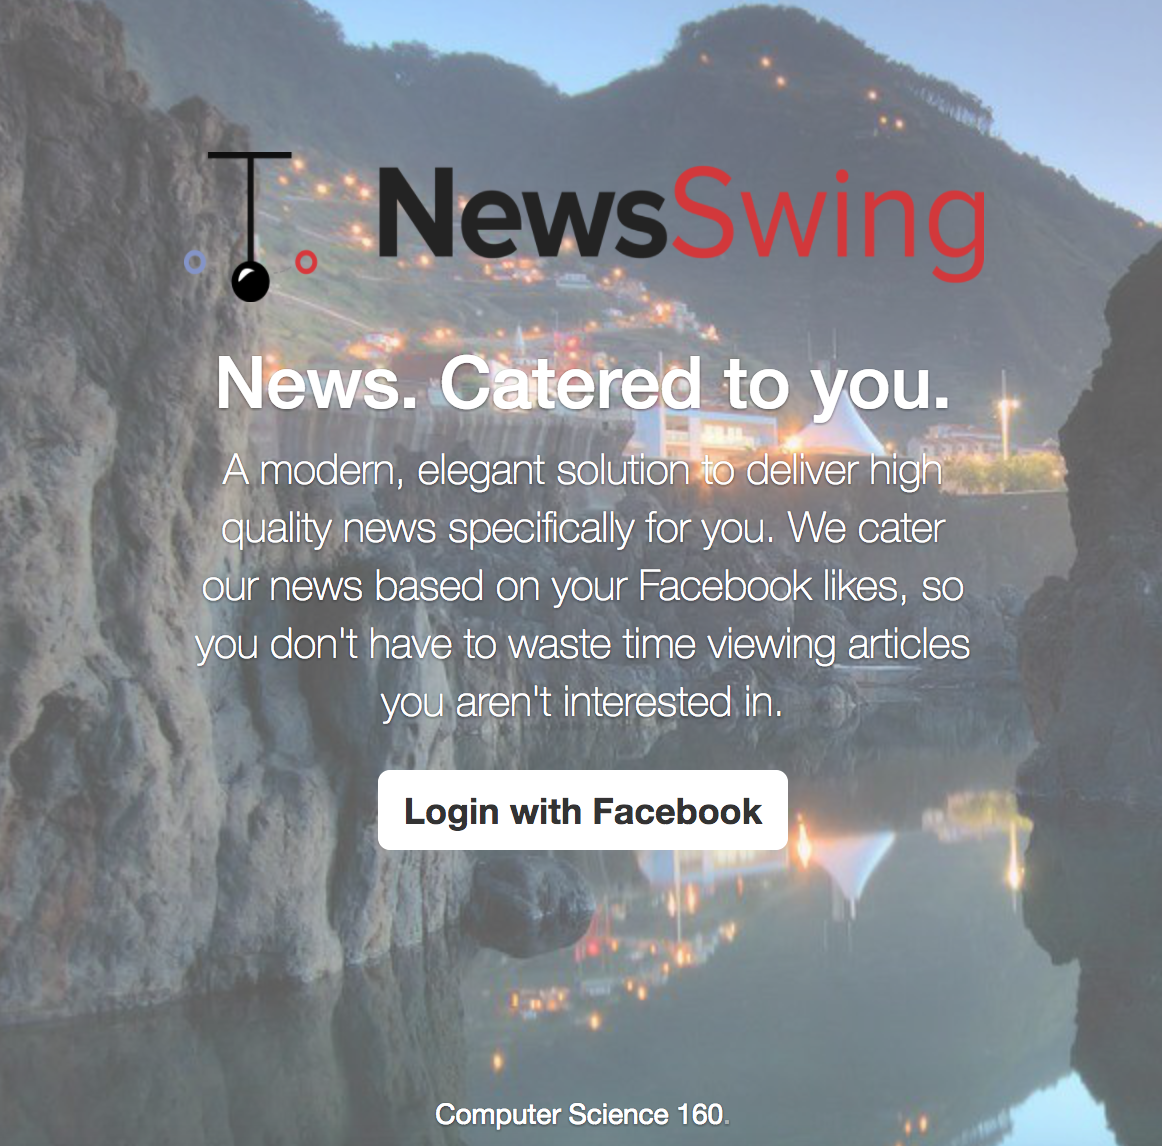 NewsSwing
News. Catered to you.
A modern, elegant solution to deliver high
quality news specifically for you. We cater
our news based on your Facebook likes, so
you don't have to waste time viewing articles
you aren't interested in.
Login with Facebook
Computer Science 160.